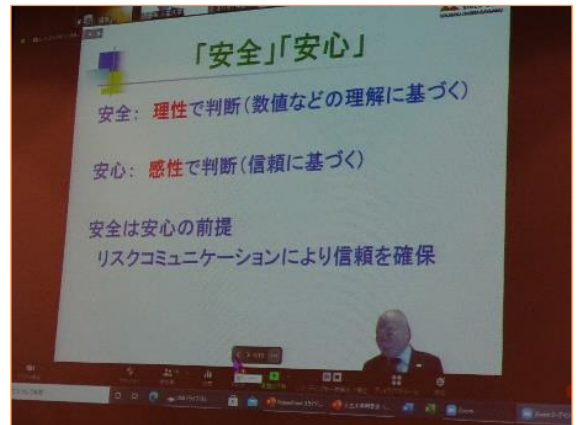 「安全」「安心」
安全： 理性で判断（数値などの理解に基づく）
安心： 感性で判断（信頼に基づく）
安全は安心の前提
リスクコミュニケーションにより信頼を確保